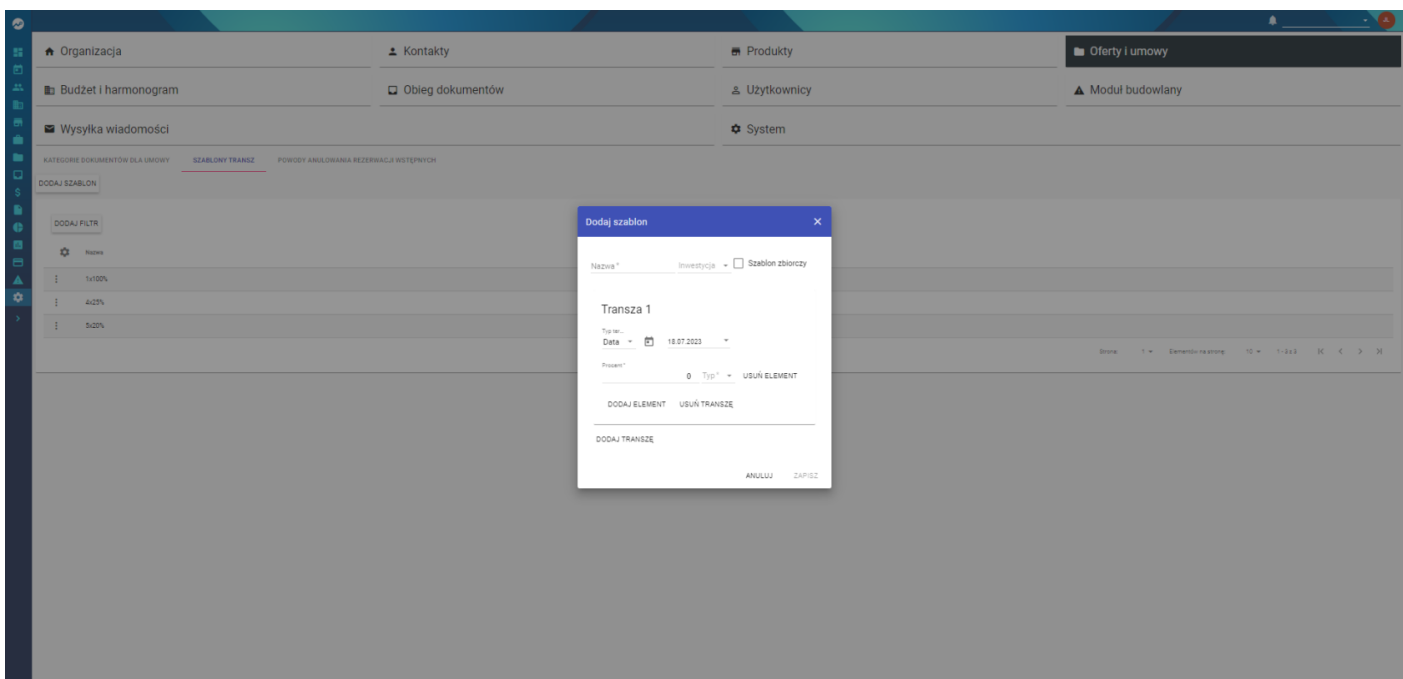 Organizacja
Kontakty
Produkty
Oferty i umowy
Budżet i harmonogram
Obieg dokumentów
Użytkownicy
Moduł budowlany
Wysyłka wiadomości
System
KATEGORIE DOKUMENTÓW DLA UMOWY SZABLONY TRANSZ POWODY ANULOWANIA REZERWACJI WSTĘPNYCH
DODAJ SZABLON
DODAJ FILTR
Nazwa
1x100%
4x25%
5x20%
Strona: 1 Elementów na stronę: 10 1 - 3 z 3
Dodaj szablon
Nazwa * Inwestycja Szablon zbiorczy
Transza 1
Typ ter...
Data 18.07.2023
Procent *
0 Typ * USUŃ ELEMENT
DODAJ ELEMENT USUŃ TRANSZĘ
DODAJ TRANSZĘ
ANULUJ ZAPISZ